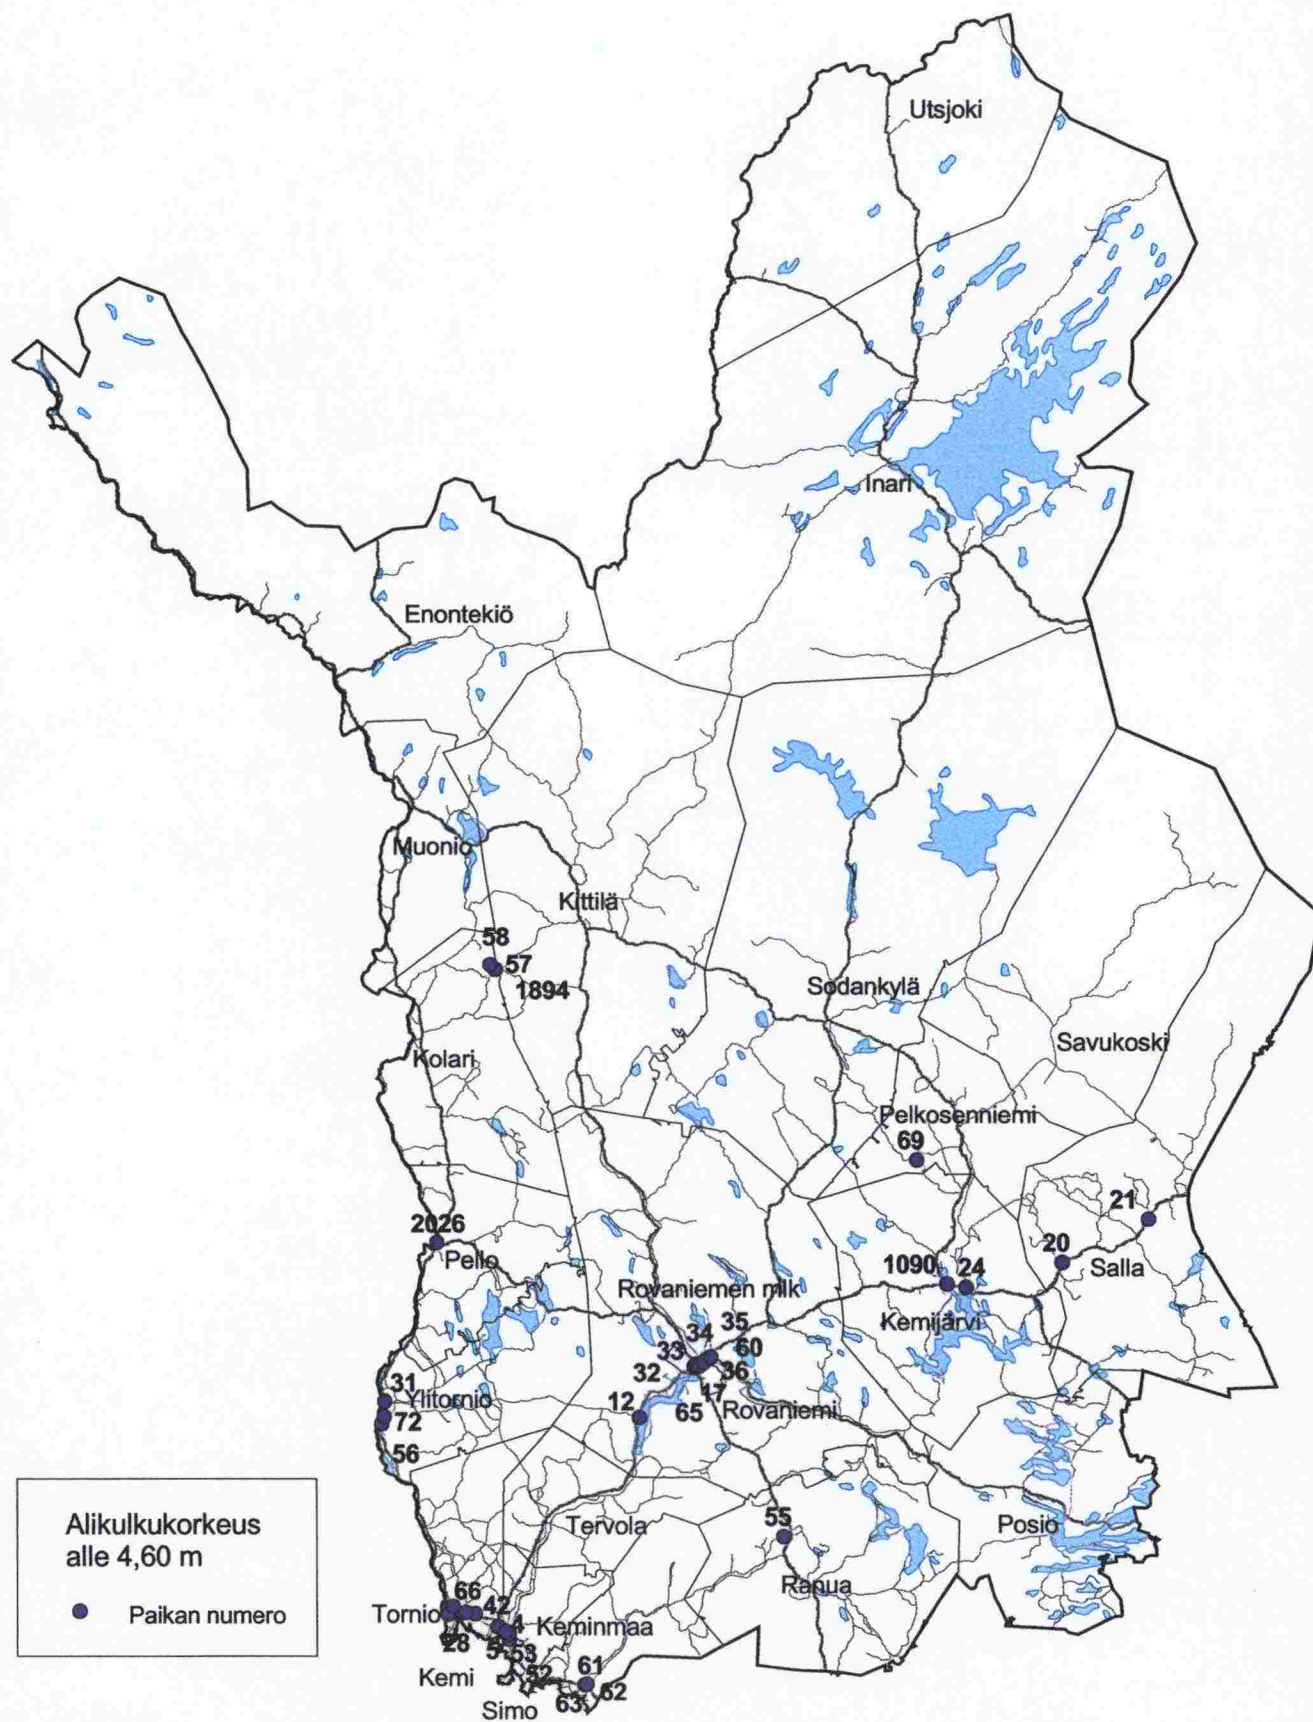 Utsjoki
Inari
Enontekiö
Muonio
Kittilä
58
57
1894
Sodankylä
Savukoski
Kolari
Pelkosenniemi
69
21
2026
Pello
20
Salla
1090
24
Rovaniemen mlk
Kemijärvi
34
35
33
60
32
36
17
31
Ylitornio
12
65
Rovaniemi
72
56
Alikulkukorkeus
alle 4,60 m
Paikan numero
Tervola
55
Posio
Ranua
66
42
Tornio
4
Keminmaa
28
5
53
Kemi
52
61
63
62
Simo